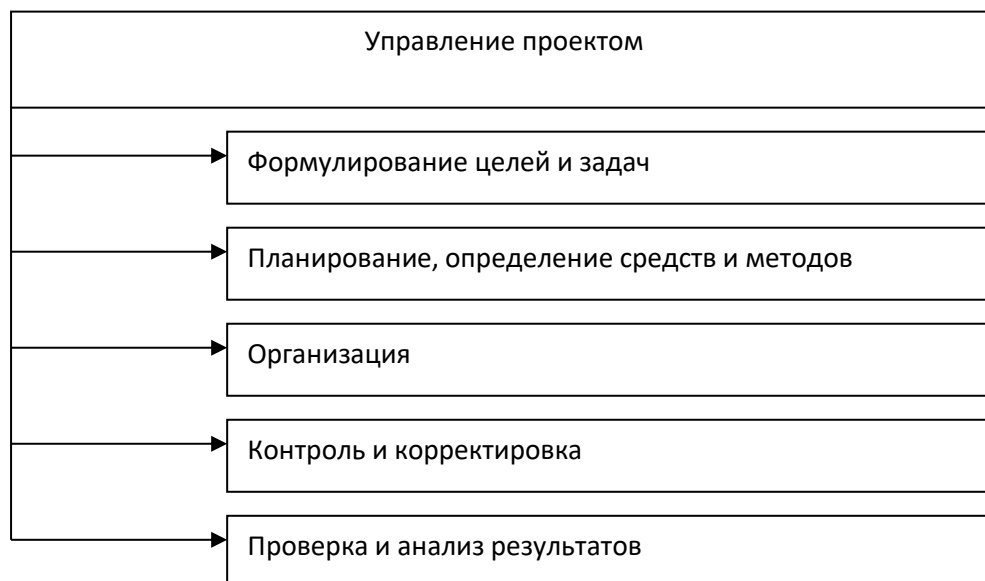 Управление проектом
Формулирование целей и задач
Планирование, определение средств и методов
Организация
Контроль и корректировка
Проверка и анализ результатов